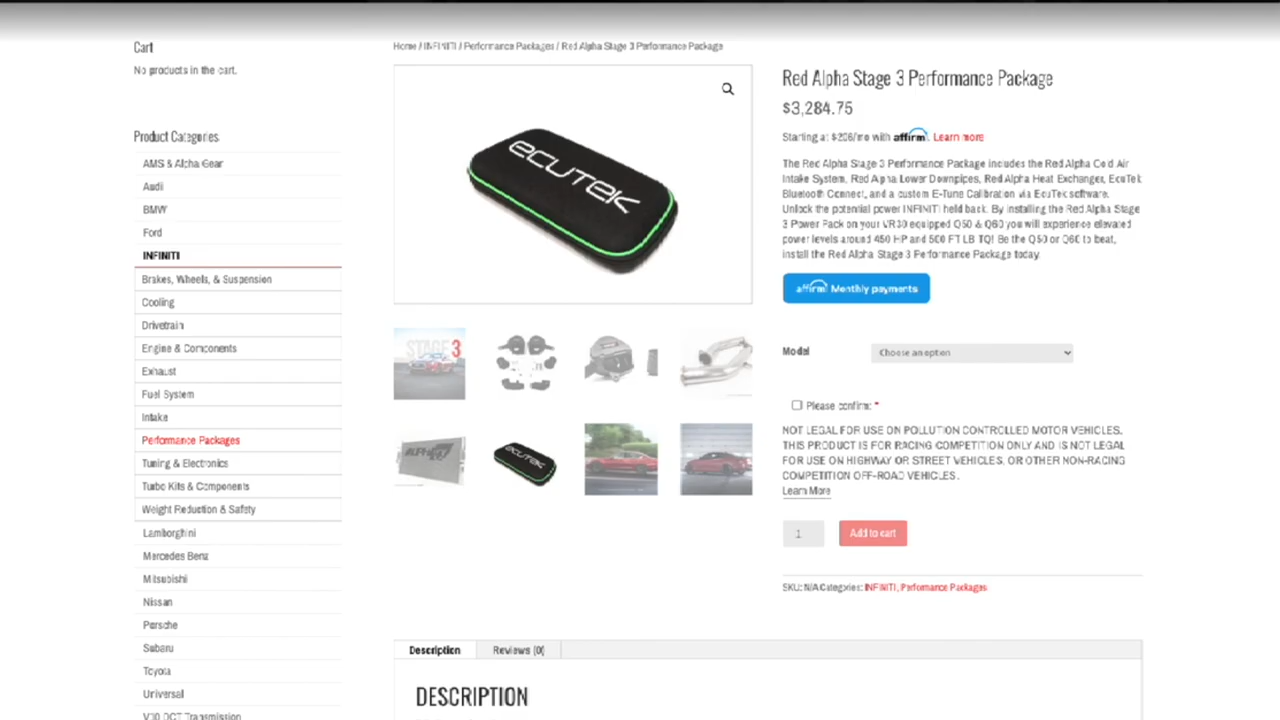 Cart
No products in the cart.
Product Categories
AMS & Alpha Gear
Audi
BMW
Ford
INFINITI
Brakes, Wheels, & Suspension
Cooling
Drivetrain
Engine & Components
Exhaust
Fuel System
Intake
Performance Packages
Tuning & Electronics
Turbo Kits & Components
Weight Reduction & Safety
Lamborghini
Mercedes Benz
Mitsubishi
Nissan
Porsche
Subaru
Toyota
Universal
Transmission
Home / INFINITI / Performance Packages / Red Alpha Stage 3 Performance Package
ECUTEK
STAGE 3
ALPHA
ECUTEK
Red Alpha Stage 3 Performance Package
$3,284.75
Starting at $296/mo with affirm. Learn more
The Red Alpha Stage 3 Performance Package includes the Red Alpha Cold Air
Intake System, Red Alpha Lower Downpipes, Red Alpha Heat Exchanger, EcuTek
Bluetooth Connect, and a custom E-Tune Calibration via EcuTek software.
Unlock the potential power INFINITI held back. By installing the Red Alpha Stage
3 Power Pack on your VR30 equipped Q50 & Q60 you will experience elevated
power levels around 450 HP and 500 FT LB TQ! Be the Q50 or Q60 to beat,
install the Red Alpha Stage 3 Performance Package today.
affirm Monthly payments
Model
Choose an option
Please confirm: *
NOT LEGAL FOR USE ON POLLUTION CONTROLLED MOTOR VEHICLES.
THIS PRODUCT IS FOR RACING COMPETITION ONLY AND IS NOT LEGAL
FOR USE ON HIGHWAY OR STREET VEHICLES, OR OTHER NON-RACING
COMPETITION OFF-ROAD VEHICLES.
Learn More
1
Add to cart
SKU: N/A Categories: INFINITI, Performance Packages
Description
Reviews (0)
DESCRIPTION